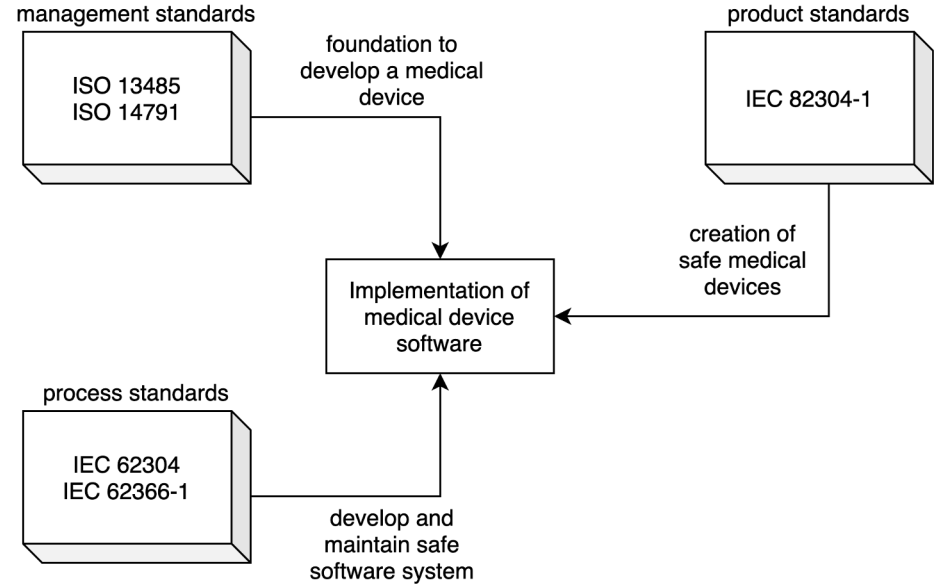 management standards
ISO 13485
ISO 14791
foundation to
develop a medical
device
product standards
IEC 82304-1
creation of
safe medical
devices
Implementation of
medical device
software
process standards
IEC 62304
IEC 62366-1
develop and
maintain safe
software system